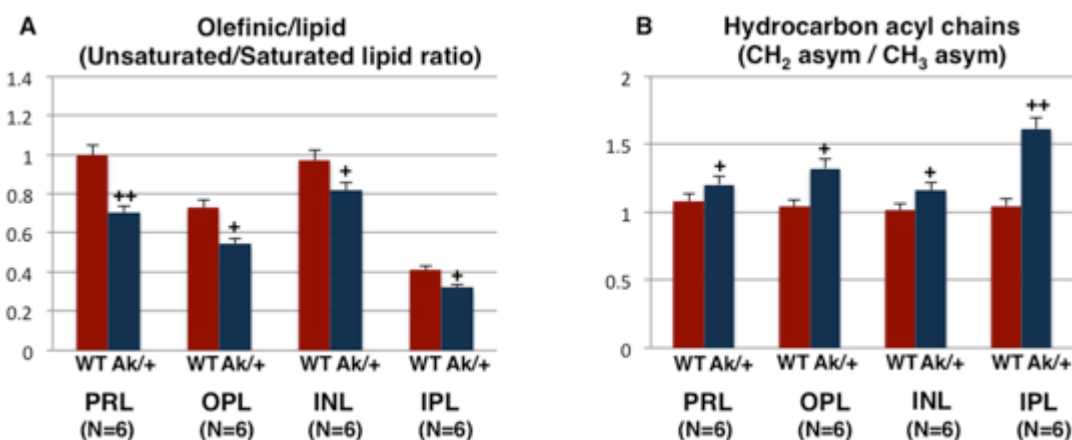 A
Olefinic/lipid
(Unsaturated/Saturated lipid ratio)
1.4
1.2
1
0.8
0.6
0.4
0.2
0
++
+
+
+
WT Ak/+ WT Ak/+ WT Ak/+ WT Ak/+
PRL OPL INL IPL
(N=6) (N=6) (N=6) (N=6)
B
Hydrocarbon acyl chains
(CH₂ asym / CH₃ asym)
2
1.5
1
0.5
0
+
+
+
++
WT Ak/+ WT Ak/+ WT Ak/+ WT Ak/+
PRL OPL INL IPL
(N=6) (N=6) (N=6) (N=6)